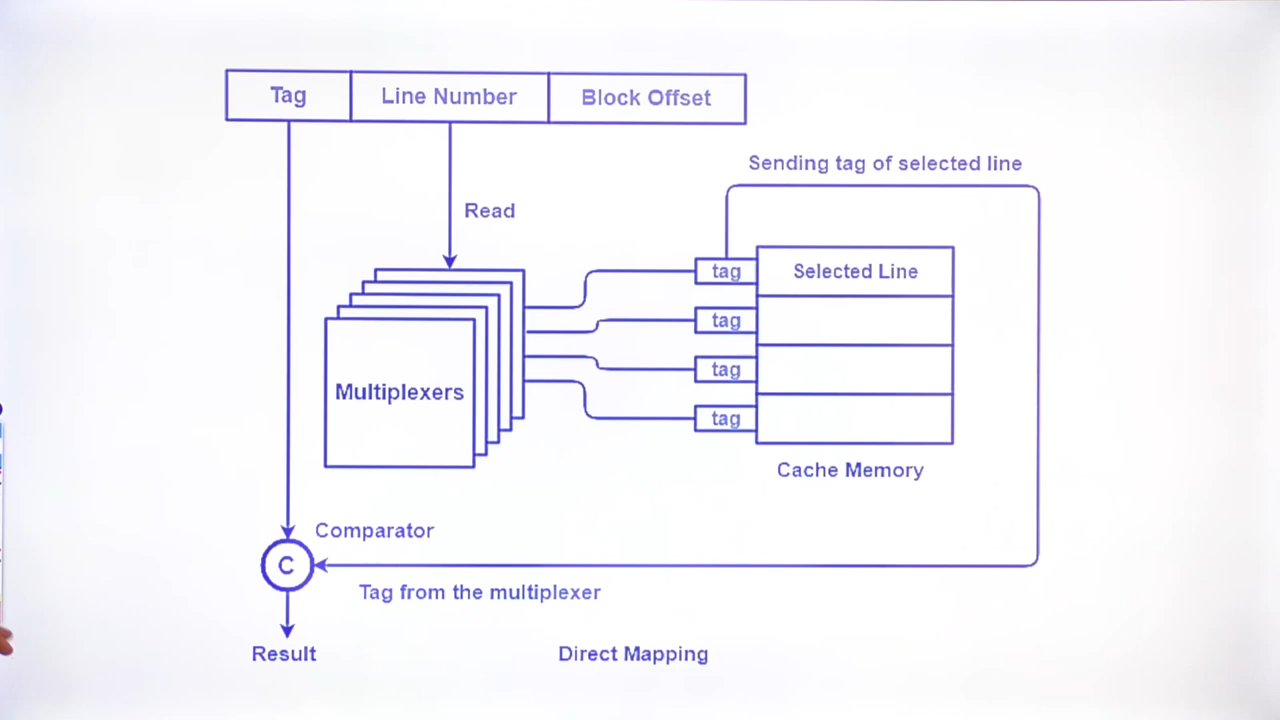 Tag
Line Number
Block Offset
Sending tag of selected line
Read
tag
Selected Line
tag
tag
Multiplexers
tag
Cache Memory
Comparator
C
Tag from the multiplexer
Result
Direct Mapping